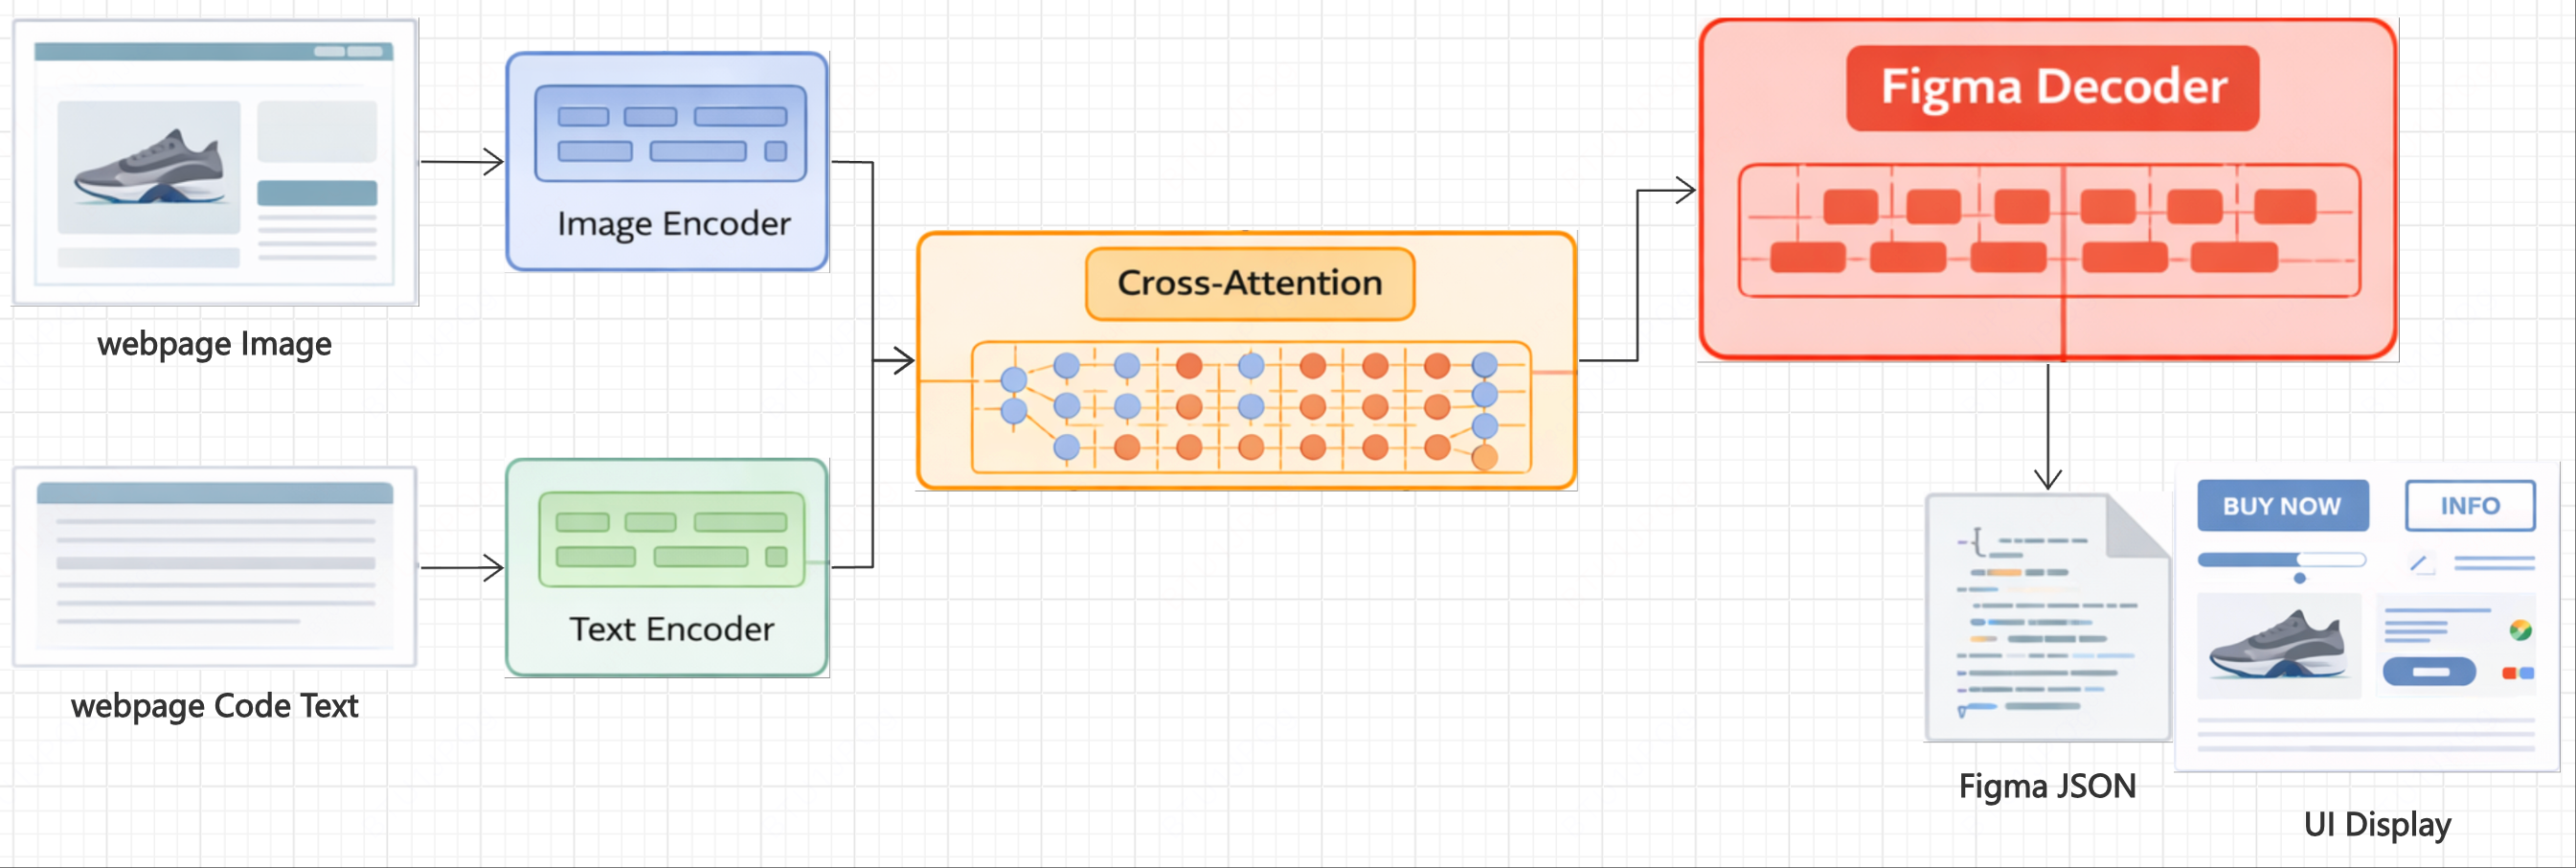 webpage Image
Image Encoder
Cross-Attention
Figma Decoder
webpage Code Text
Text Encoder
BUY NOW
INFO
Figma JSON
UI Display